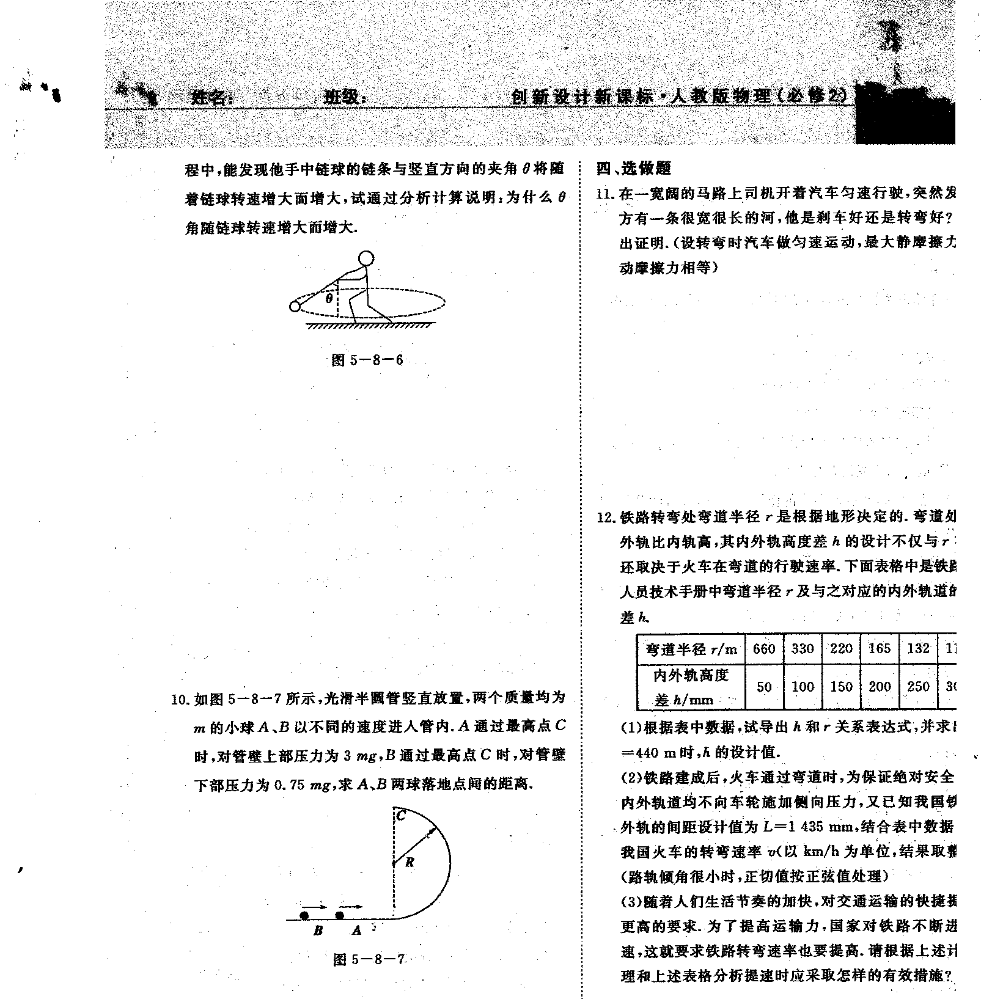 姓名:
班级:
创新设计新课标·人教版物理(必修2)
程中,能发现他手中链球的链条与竖直方向的夹角 θ 将随
着链球转速增大而增大,试通过分析计算说明:为什么 θ
角随链球转速增大而增大.
θ
图 5-8-6
10. 如图 5-8-7 所示,光滑半圆管竖直放置,两个质量均为
m 的小球 A、B 以不同的速度进入管内. A 通过最高点 C
时,对管壁上部压力为 3 mg,B 通过最高点 C 时,对管壁
下部压力为 0.75 mg,求 A、B 两球落地点间的距离.
C
R
B A
图 5-8-7
四、选做题
11. 在一宽阔的马路上司机开着汽车匀速行驶,突然发
方有一条很宽很长的河,他是刹车好还是转弯好?
出证明.(设转弯时汽车做匀速运动,最大静摩擦力
动摩擦力相等)
12. 铁路转弯处弯道半径 r 是根据地形决定的. 弯道处
外轨比内轨高,其内外轨高度差 h 的设计不仅与 r
还取决于火车在弯道的行驶速率. 下面表格中是铁路
人员技术手册中弯道半径 r 及与之对应的内外轨道的
差 h.
弯道半径 r/m 660 330 220 165 132 11
内外轨高度
差 h/mm 50 100 150 200 250 30
(1)根据表中数据,试导出 h 和 r 关系表达式,并求出
=440 m 时,h 的设计值.
(2)铁路建成后,火车通过弯道时,为保证绝对安全
内外轨道均不向车轮施加侧向压力,又已知我国铁
外轨的间距设计值为 L=1 435 mm,结合表中数据
我国火车的转弯速率 v(以 km/h 为单位,结果取整
(路轨倾角很小时,正切值按正弦值处理)
(3)随着人们生活节奏的加快,对交通运输的快捷提
更高的要求. 为了提高运输力,国家对铁路不断进
速,这就要求铁路转弯速率也要提高. 请根据上述计
理和上述表格分析提速时应采取怎样的有效措施?